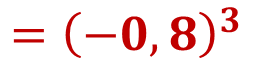 = (−0,8)³